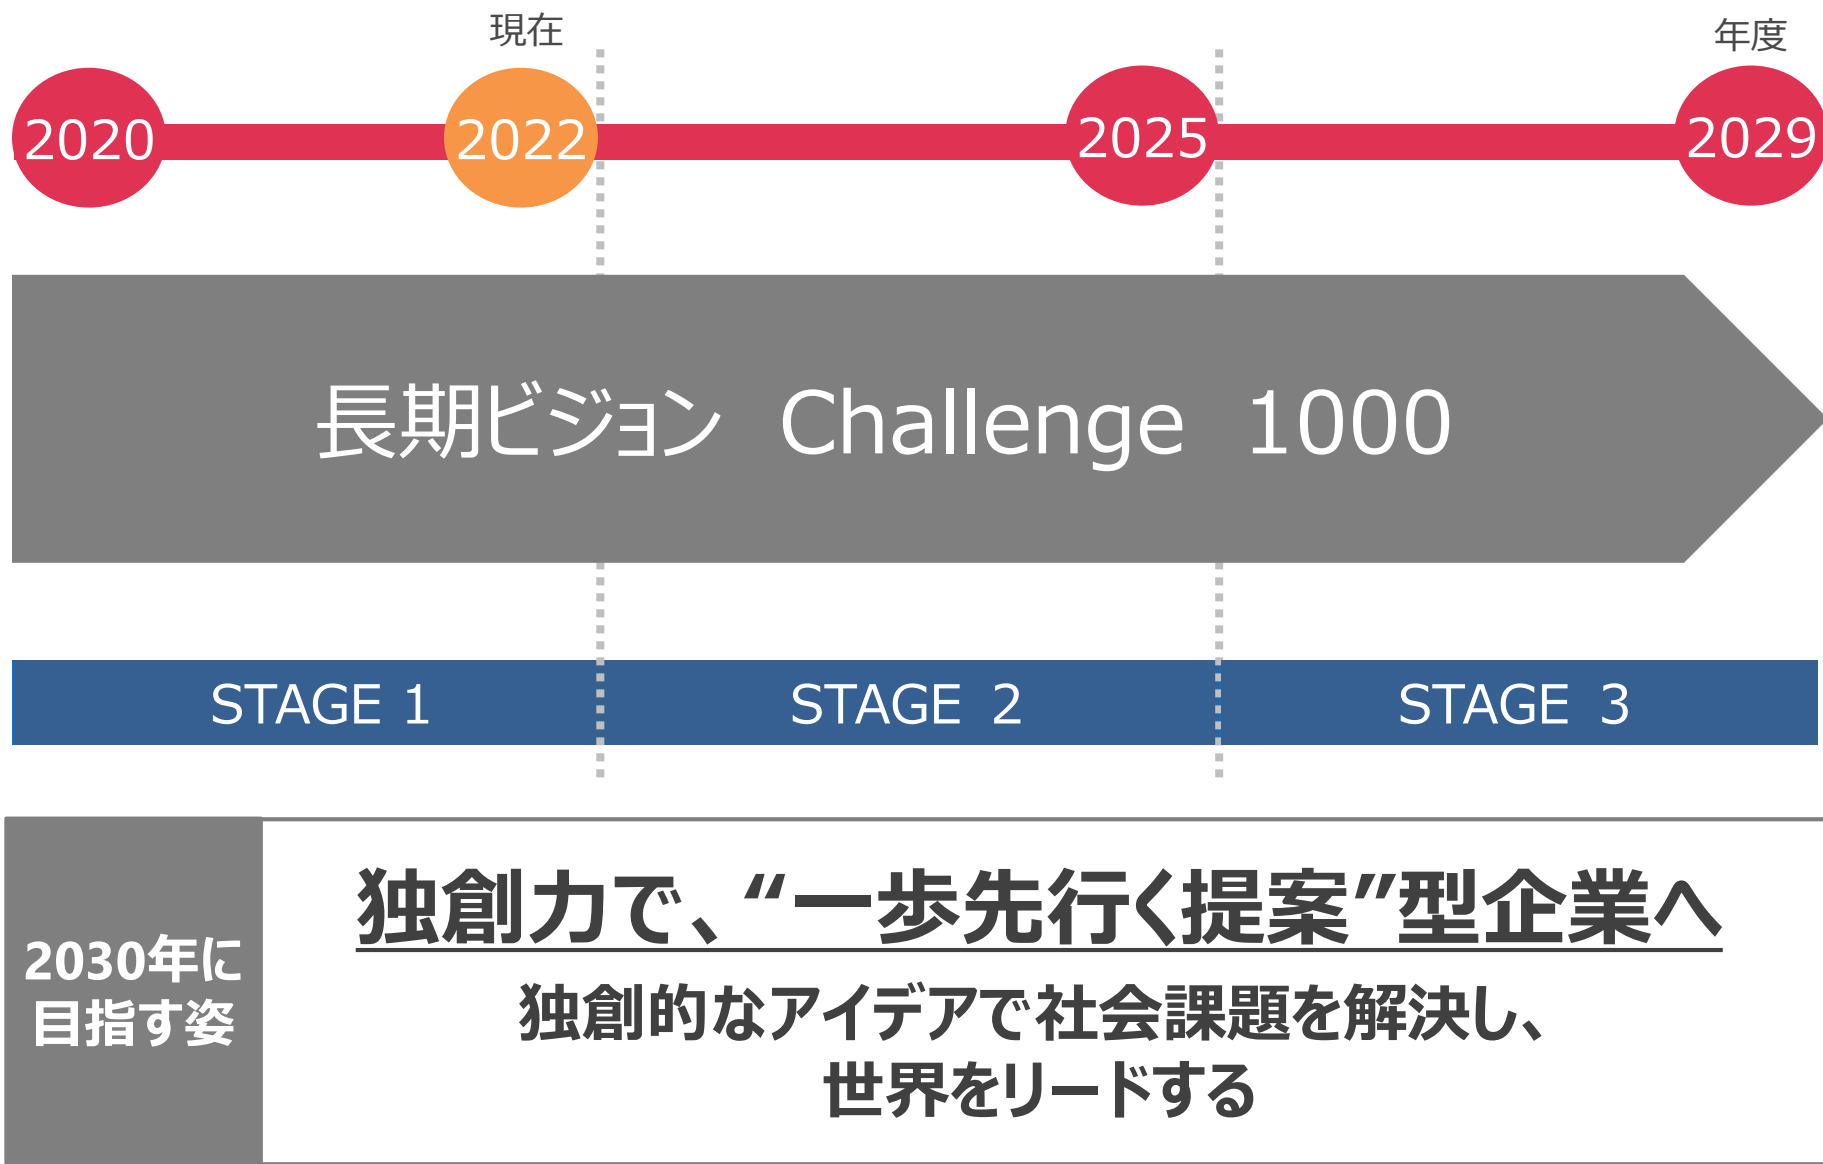 現在
年度
2020 2022 2025 2029
長期ビジョン Challenge 1000
STAGE 1 STAGE 2 STAGE 3
2030年に
目指す姿
独創力で、“一歩先行く提案”型企業へ
独創的なアイデアで社会課題を解決し、
世界をリードする